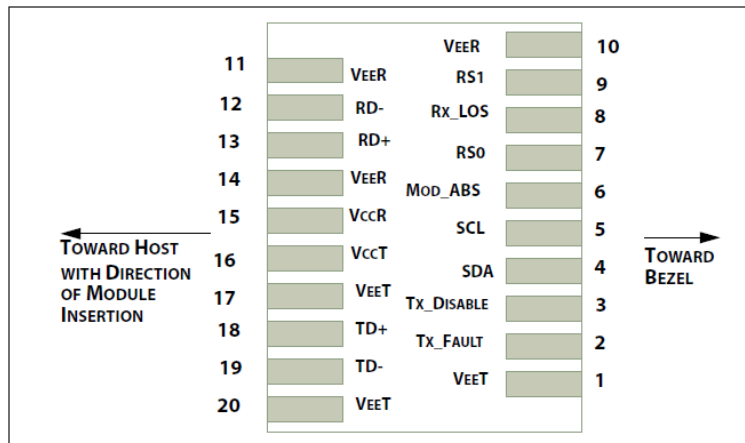 11 VEER
12 RD-
13 RD+
14 VEER
15 VCCR
16 VCCT
17 VEET
18 TD+
19 TD-
20 VEET
VEER 10
RS1 9
RX_LOS 8
RS0 7
MOD_ABS 6
SCL 5
SDA 4
TX_DISABLE 3
TX_FAULT 2
VEET 1
TOWARD HOST
WITH DIRECTION
OF MODULE
INSERTION
TOWARD
BEZEL